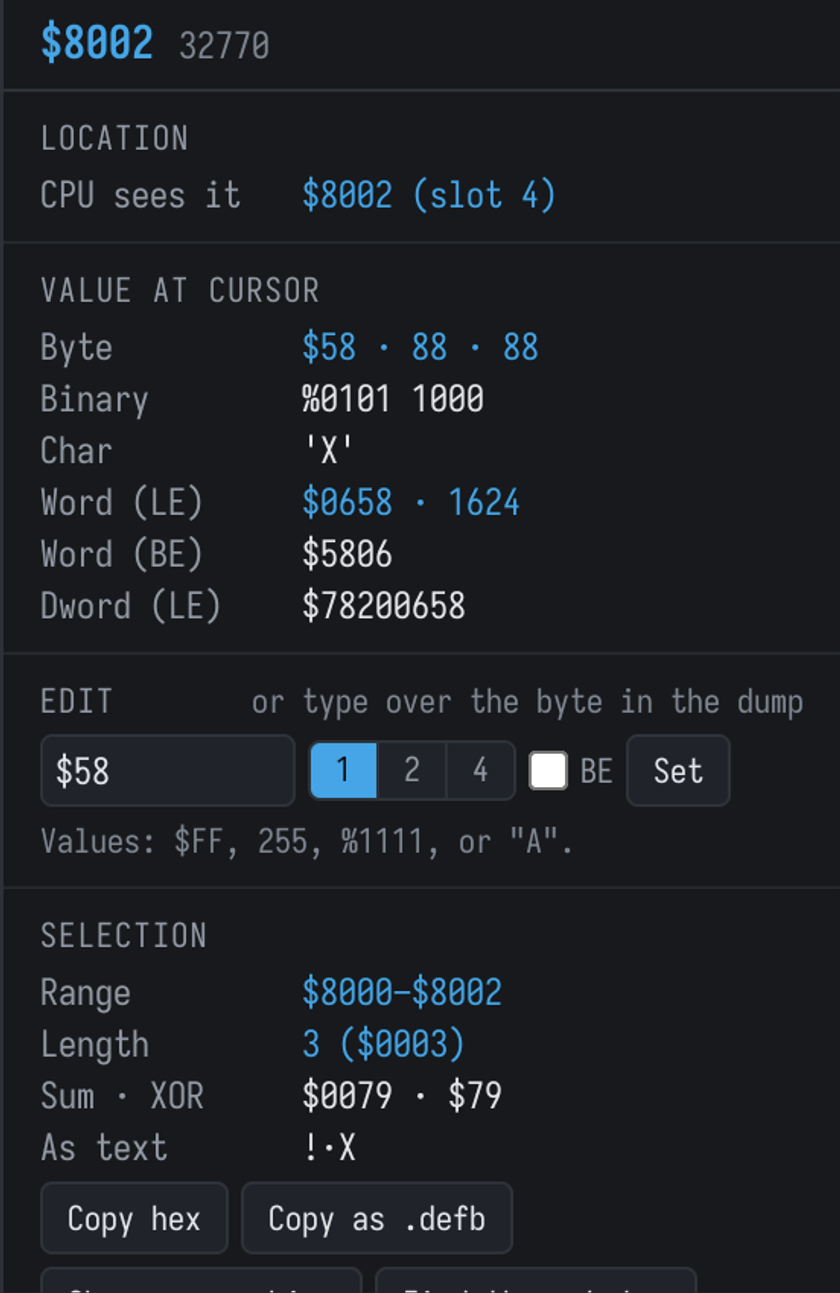 $8002 32770
LOCATION
CPU sees it $8002 (slot 4)
VALUE AT CURSOR
Byte $58 · 88 · 88
Binary %0101 1000
Char 'X'
Word (LE) $0658 · 1624
Word (BE) $5806
Dword (LE) $78200658
EDIT or type over the byte in the dump
$58 1 2 4 BE Set
Values: $FF, 255, %1111, or "A".
SELECTION
Range $8000–$8002
Length 3 ($0003)
Sum · XOR $0079 · $79
As text !·X
Copy hex Copy as .defb